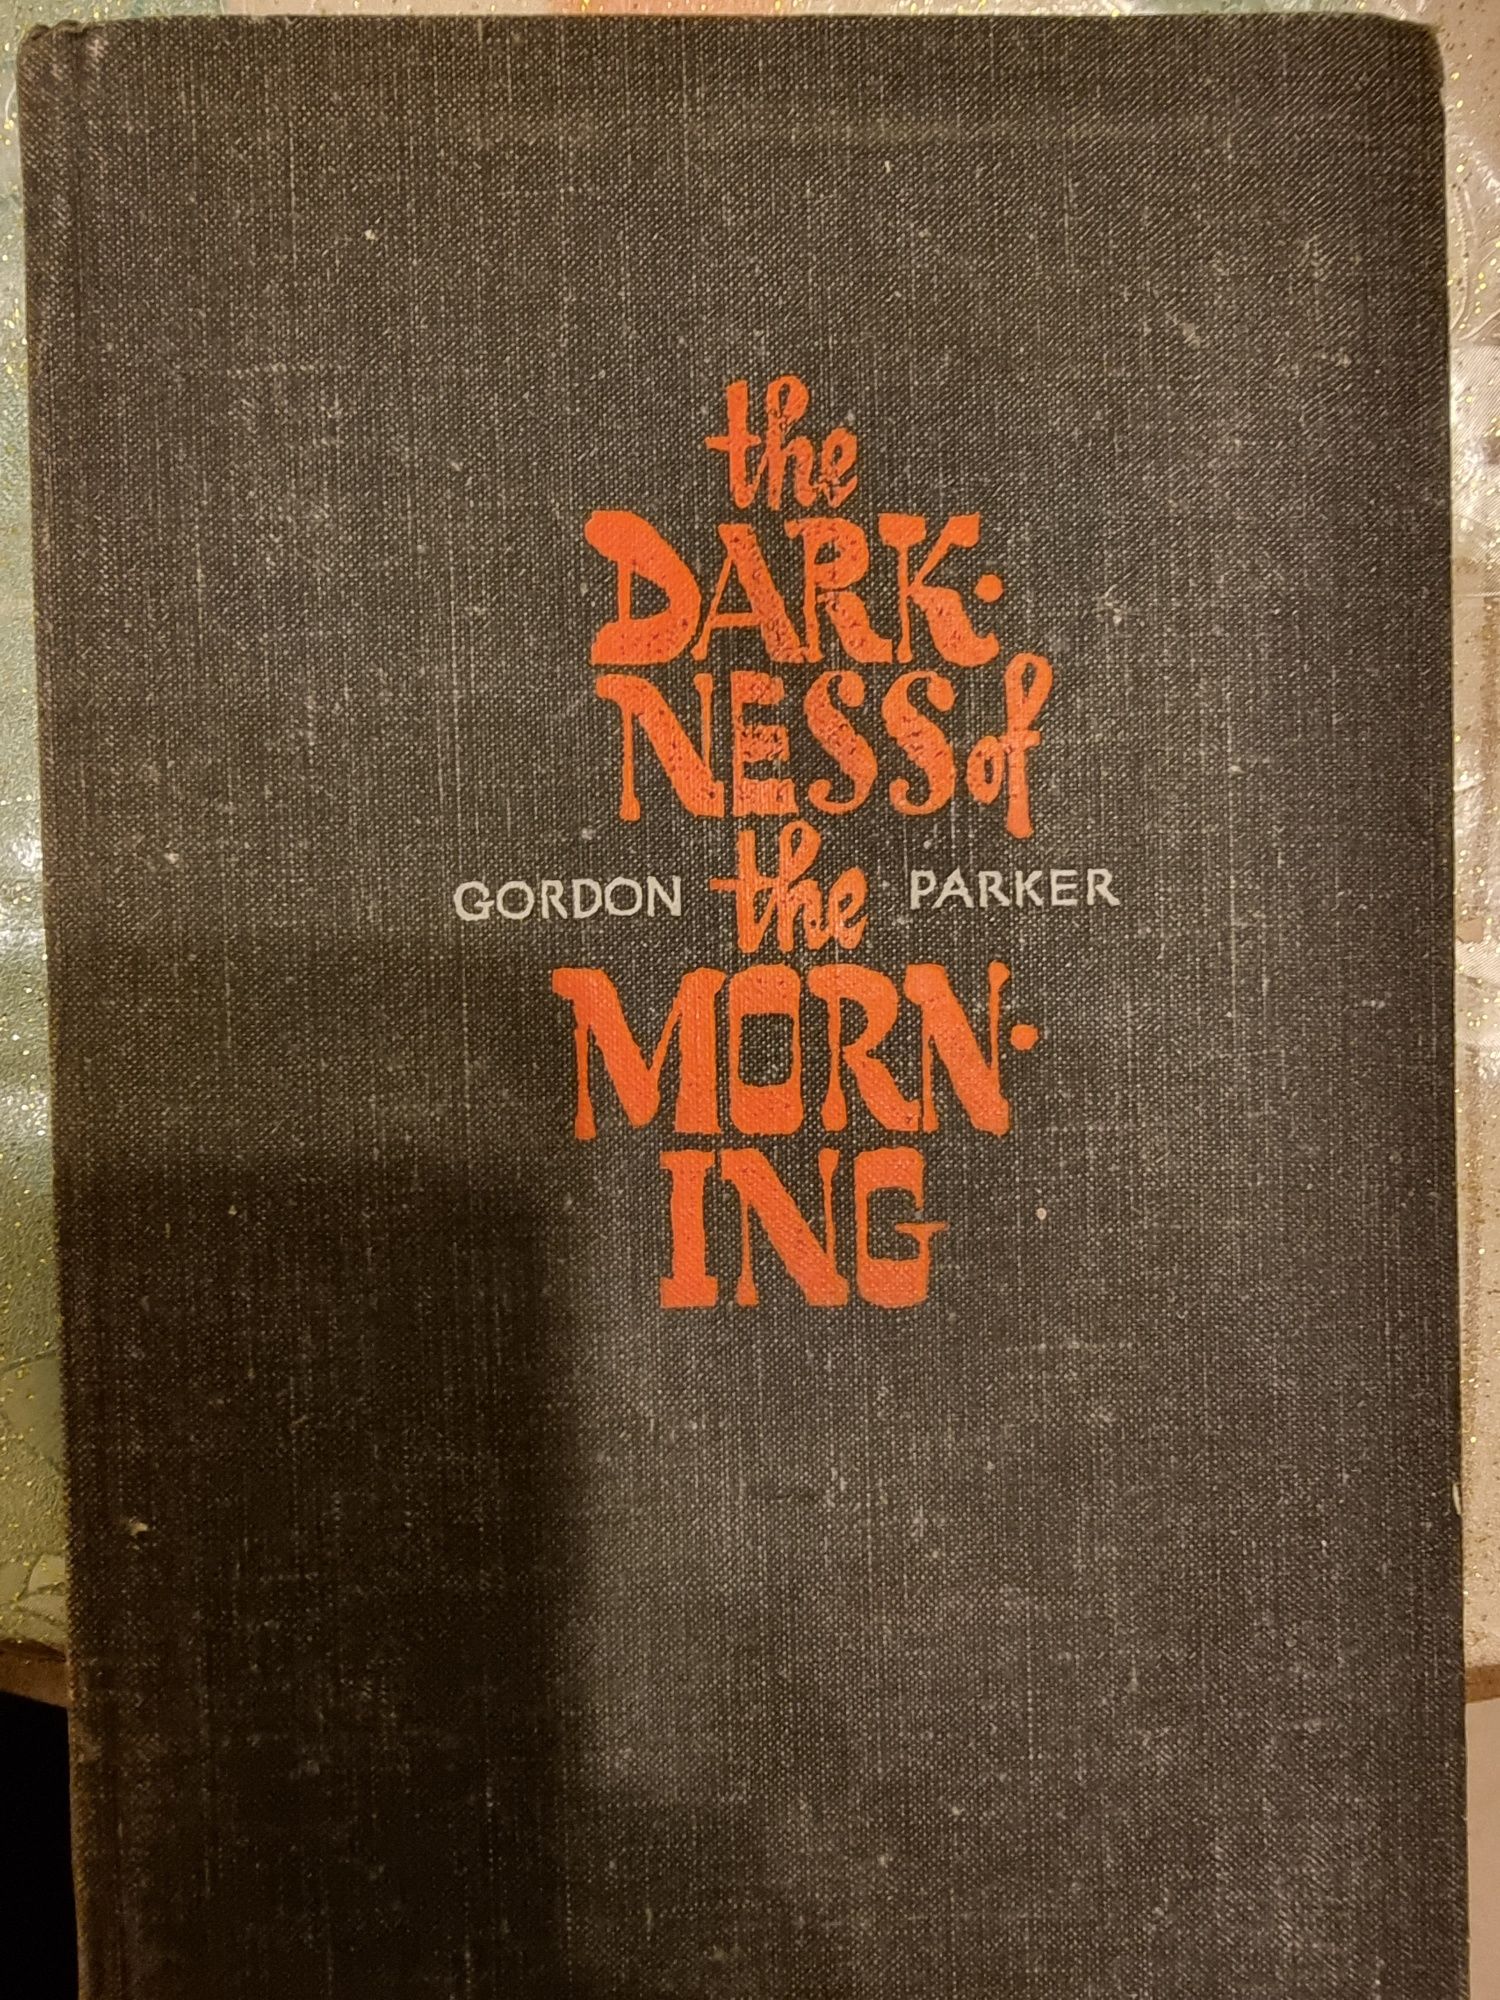 the
DARK·
NESS of
GORDON the PARKER
MORN·
ING